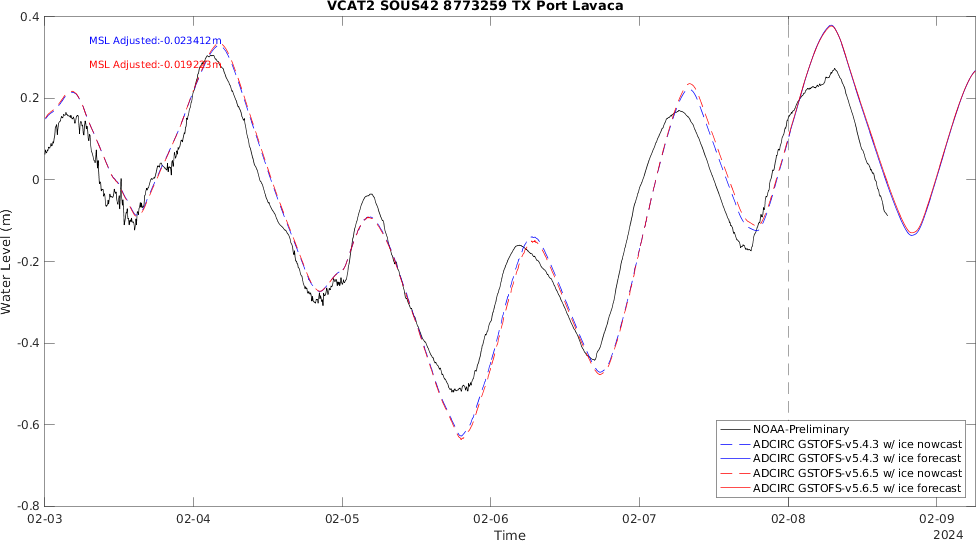 VCAT2 SOUS42 8773259 TX Port Lavaca
MSL Adjusted:-0.023412m
MSL Adjusted:
Water Level (m)
0.4
0.2
0
-0.2
-0.4
-0.6
-0.8
NOAA-Preliminary
ADCIRC GSTOFS-v5.4.3 w/ ice nowcast
ADCIRC GSTOFS-v5.4.3 w/ ice forecast
ADCIRC GSTOFS-v5.6.5 w/ ice nowcast
ADCIRC GSTOFS-v5.6.5 w/ ice forecast
02-03 02-04 02-05 02-06 02-07 02-08 02-09
Time
2024